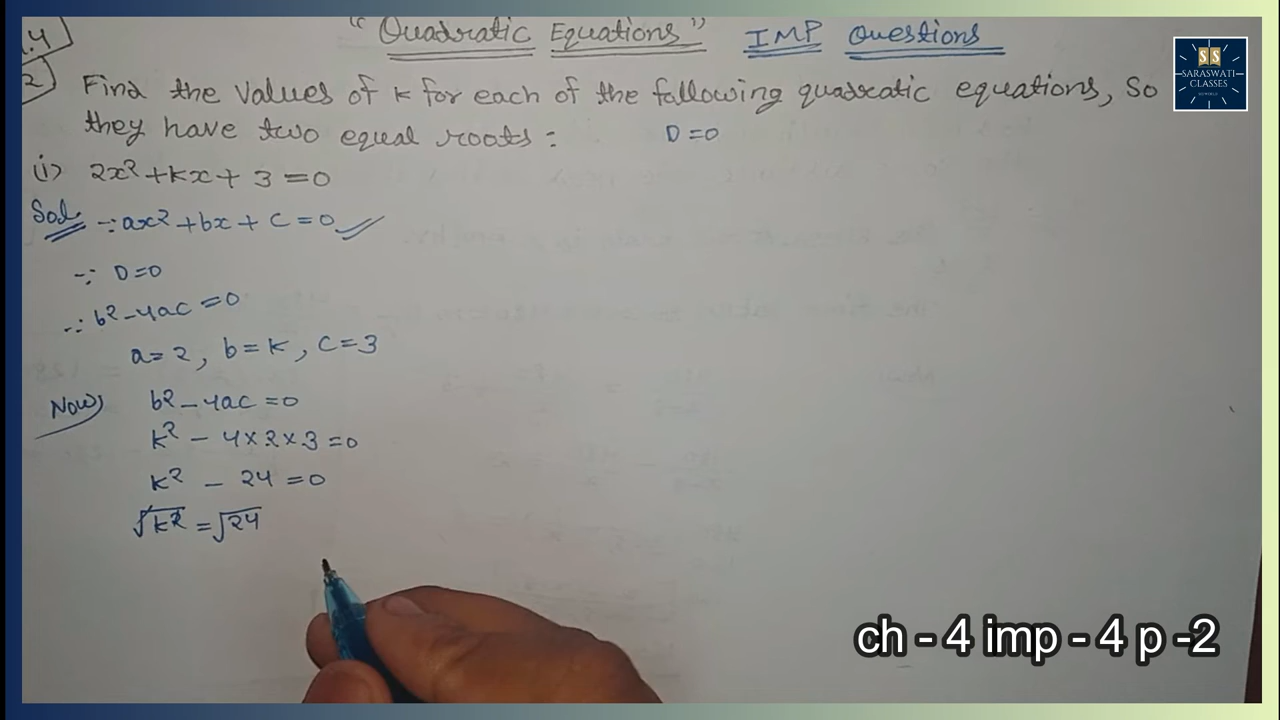 "Quadratic Equations" IMP Questions
.4
2
Find the values of k for each of the following quadratic equations, So
they have two equal roots : D=0
(i) 2x²+kx+3=0
Sol. ∵ ax²+bx+c=0
∵ D=0
∴ b²-4ac=0
a=2, b=k, c=3
Now, b²-4ac=0
k²-4×2×3=0
k²-24=0
√k²=√24
SS
SARASWATI
CLASSES
ch - 4 imp - 4 p -2